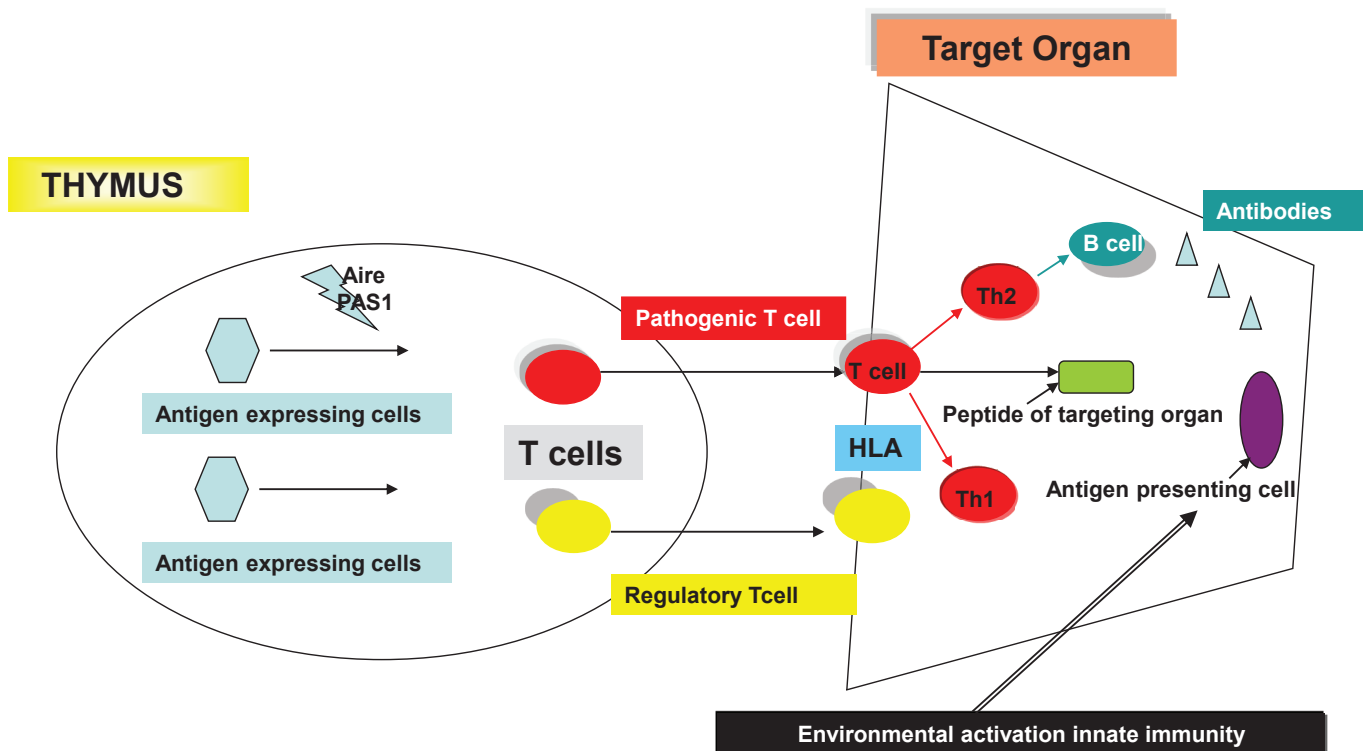 Target Organ
THYMUS
Antibodies
B cell
Aire
PAS1
Th2
Pathogenic T cell
T cell
Antigen expressing cells
Peptide of targeting organ
T cells
HLA
Th1
Antigen presenting cell
Antigen expressing cells
Regulatory Tcell
Environmental activation innate immunity